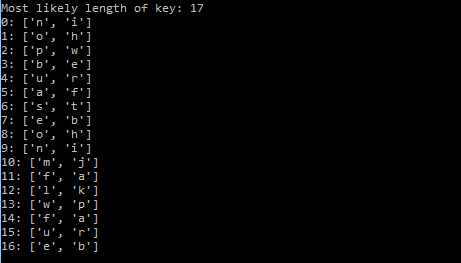 Most likely length of key: 17
0: ['n', 'i']
1: ['o', 'h']
2: ['p', 'w']
3: ['b', 'e']
4: ['u', 'r']
5: ['a', 'f']
6: ['s', 't']
7: ['e', 'b']
8: ['o', 'h']
9: ['n', 'i']
10: ['m', 'j']
11: ['f', 'a']
12: ['l', 'k']
13: ['w', 'p']
14: ['f', 'a']
15: ['u', 'r']
16: ['e', 'b']